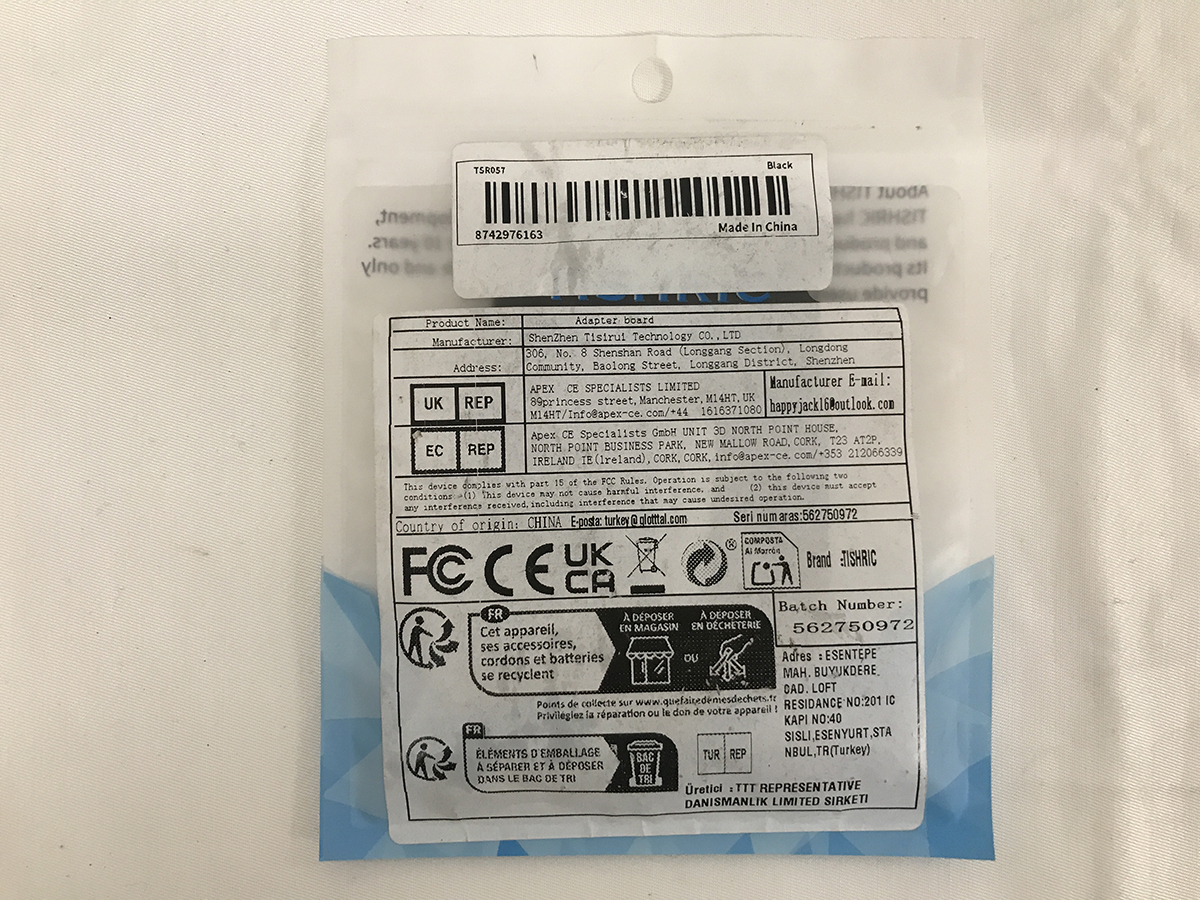 TSR057 Black
8742976163 Made In China
About
TISHRIC opment,
and produc 10 years.
its product e and only
provide
Product Name: Adapter board
Manufacturer: ShenZhen Tisirui Technology CO.,LTD
Address: 306, No. 8 Shenshan Road (Longgang Section), Longdong
Community, Baolong Street, Longgang District, Shenzhen
UK REP
APEX CE SPECIALISTS LIMITED
89princess street, Manchester, M14HT, UK
M14HT/Info@apex-ce.com/+44 1616371080
Manufacturer E-mail:
happyjack16@outlook.com
EC REP
Apex CE Specialists GmbH UNIT 3D NORTH POINT HOUSE,
NORTH POINT BUSINESS PARK, NEW MALLOW ROAD, CORK, T23 AT2P,
IRELAND IE(lreland), CORK, CORK, info@apex-ce.com/+353 212066339
This device complies with part 15 of the FCC Rules. Operation is subject to the following two
conditions:(1) This device may not cause harmful interference, and (2) this device must accept
any interference received, including interference that may cause undesired operation.
Country of origin: CHINA E-posta: turkey@glotttal.com Seri numaras:562750972
FC CE UK
CA
®
COMPOSTA
Al Marrón
Brand :TISHRIC
FR
Cet appareil,
ses accessoires,
cordons et batteries
se recyclent
À DÉPOSER
EN MAGASIN
OU
À DÉPOSER
EN DÉCHÈTERIE
Points de collecte sur www.quefairedemesdechets.fr
Privilégiez la réparation ou le don de votre appareil !
Batch Number:
562750972
Adres : ESENTEPE
MAH. BUYUKDERE
CAD. LOFT
RESIDANCE NO:201 IC
KAPI NO:40
SISLI,ESENYURT,STA
NBUL,TR(Turkey)
FR
ÉLÉMENTS D'EMBALLAGE
À SÉPARER ET À DÉPOSER
DANS LE BAC DE TRI
BAC
DE
TRI
TUR REP
Üretici : TTT REPRESENTATIVE
DANISMANLIK LIMITED SIRKETI